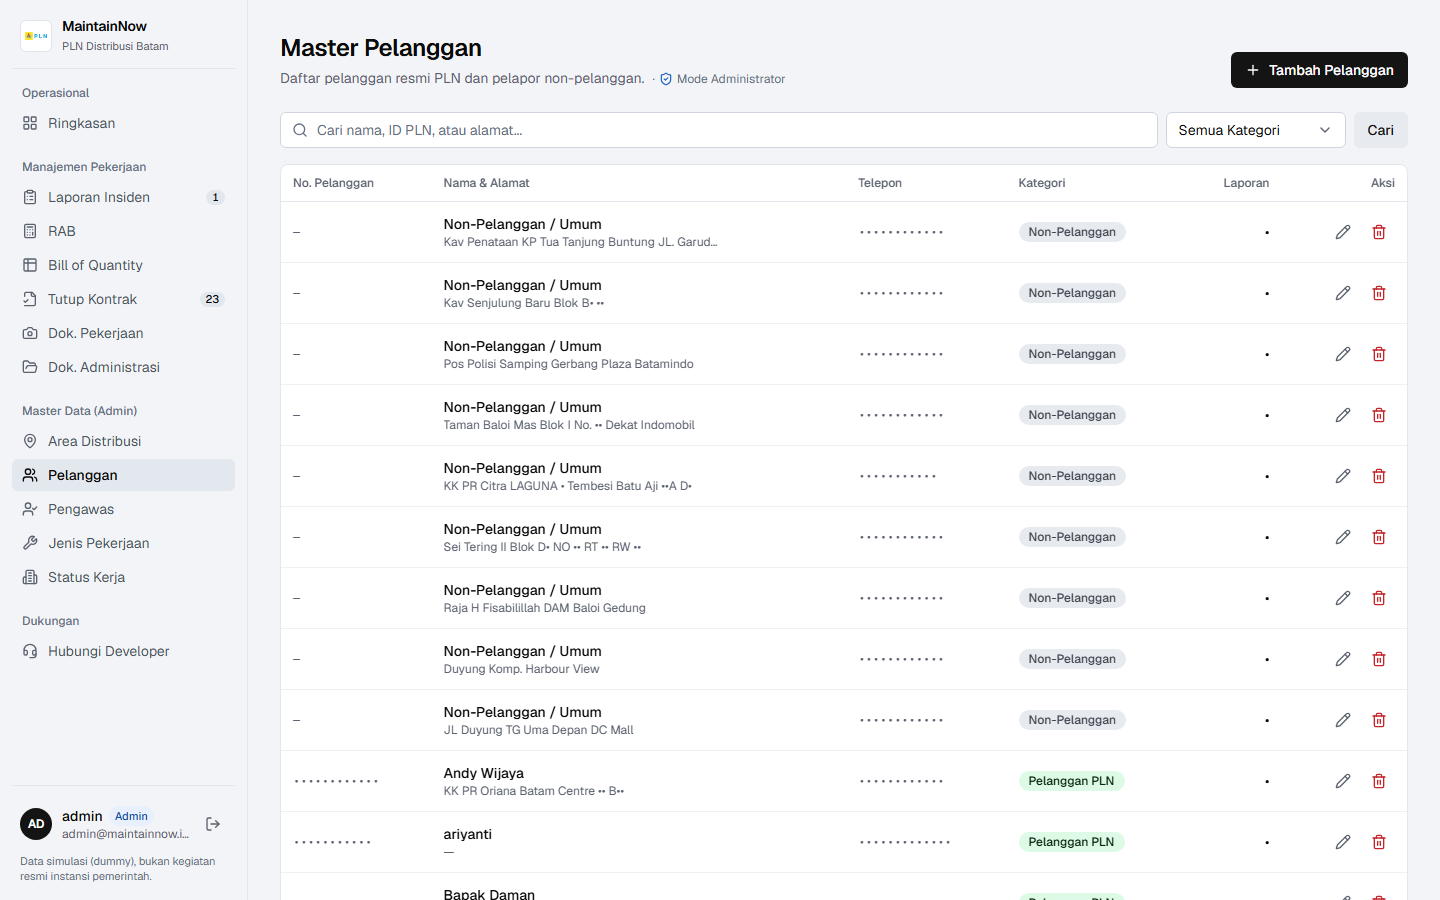 MaintainNow
PLN Distribusi Batam
Operasional
Ringkasan
Manajemen Pekerjaan
Laporan Insiden 1
RAB
Bill of Quantity
Tutup Kontrak 23
Dok. Pekerjaan
Dok. Administrasi
Master Data (Admin)
Area Distribusi
Pelanggan
Pengawas
Jenis Pekerjaan
Status Kerja
Dukungan
Hubungi Developer
AD admin Admin
admin@maintainnow.i...
Data simulasi (dummy), bukan kegiatan
resmi instansi pemerintah.
Master Pelanggan
Daftar pelanggan resmi PLN dan pelapor non-pelanggan. · Mode Administrator
Tambah Pelanggan
Cari nama, ID PLN, atau alamat...
Semua Kategori
Cari
No. Pelanggan Nama & Alamat Telepon Kategori Laporan Aksi
– Non-Pelanggan / Umum •••••••••••• Non-Pelanggan •
Kav Penataan KP Tua Tanjung Buntung JL. Garud...
– Non-Pelanggan / Umum •••••••••••• Non-Pelanggan •
Kav Senjulung Baru Blok B• ••
– Non-Pelanggan / Umum •••••••••••• Non-Pelanggan •
Pos Polisi Samping Gerbang Plaza Batamindo
– Non-Pelanggan / Umum •••••••••••• Non-Pelanggan •
Taman Baloi Mas Blok I No. •• Dekat Indomobil
– Non-Pelanggan / Umum ••••••••••• Non-Pelanggan •
KK PR Citra LAGUNA • Tembesi Batu Aji ••A D•
– Non-Pelanggan / Umum •••••••••••• Non-Pelanggan •
Sei Tering II Blok D• NO •• RT •• RW ••
– Non-Pelanggan / Umum •••••••••••• Non-Pelanggan •
Raja H Fisabilillah DAM Baloi Gedung
– Non-Pelanggan / Umum •••••••••••• Non-Pelanggan •
Duyung Komp. Harbour View
– Non-Pelanggan / Umum •••••••••••• Non-Pelanggan •
JL Duyung TG Uma Depan DC Mall
•••••••••••• Andy Wijaya •••••••••••• Pelanggan PLN •
KK PR Oriana Batam Centre •• B••
••••••••••• ariyanti ••••••••••••• Pelanggan PLN •
—
Bapak Daman Pelanggan PLN